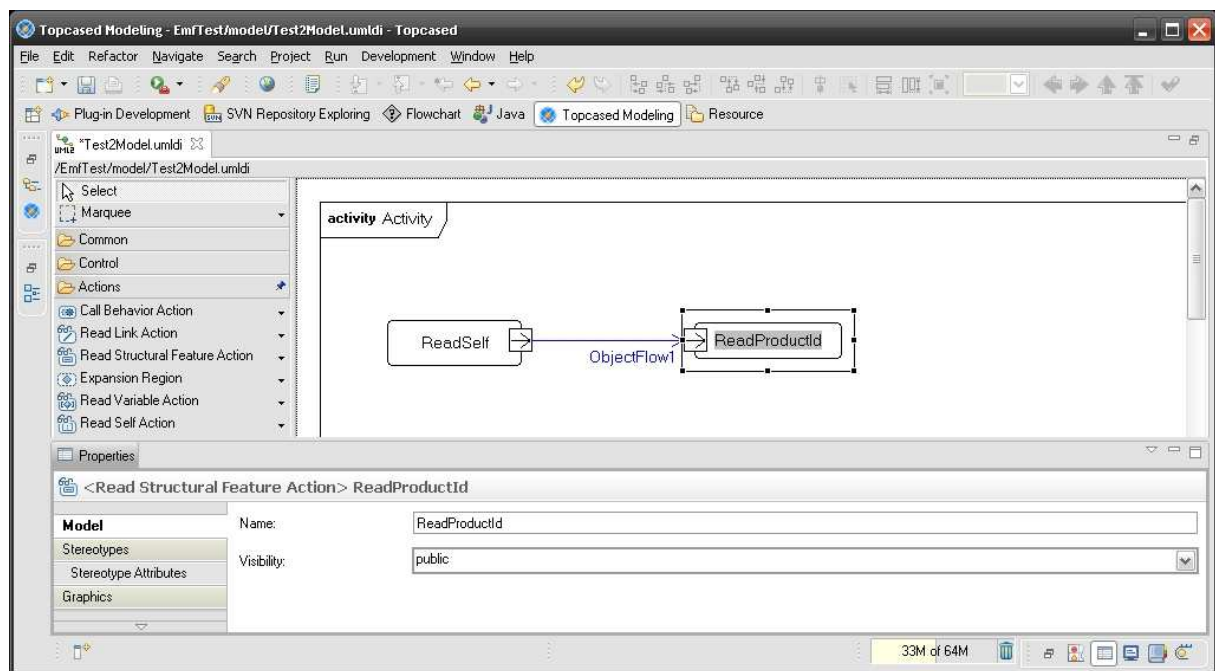 Topcased Modeling - EmfTest/model/Test2Model.umldi - Topcased
File Edit Refactor Navigate Search Project Run Development Window Help
Plug-in Development SVN Repository Exploring Flowchart Java Topcased Modeling Resource
*Test2Model.umldi
/EmfTest/model/Test2Model.umldi
Select
Marquee
Common
Control
Actions
Call Behavior Action
Read Link Action
Read Structural Feature Action
Expansion Region
Read Variable Action
Read Self Action
activity Activity
ReadSelf
ObjectFlow1
ReadProductId
Properties
<Read Structural Feature Action> ReadProductId
Model
Stereotypes
Stereotype Attributes
Graphics
Name: ReadProductId
Visibility: public
33M of 64M